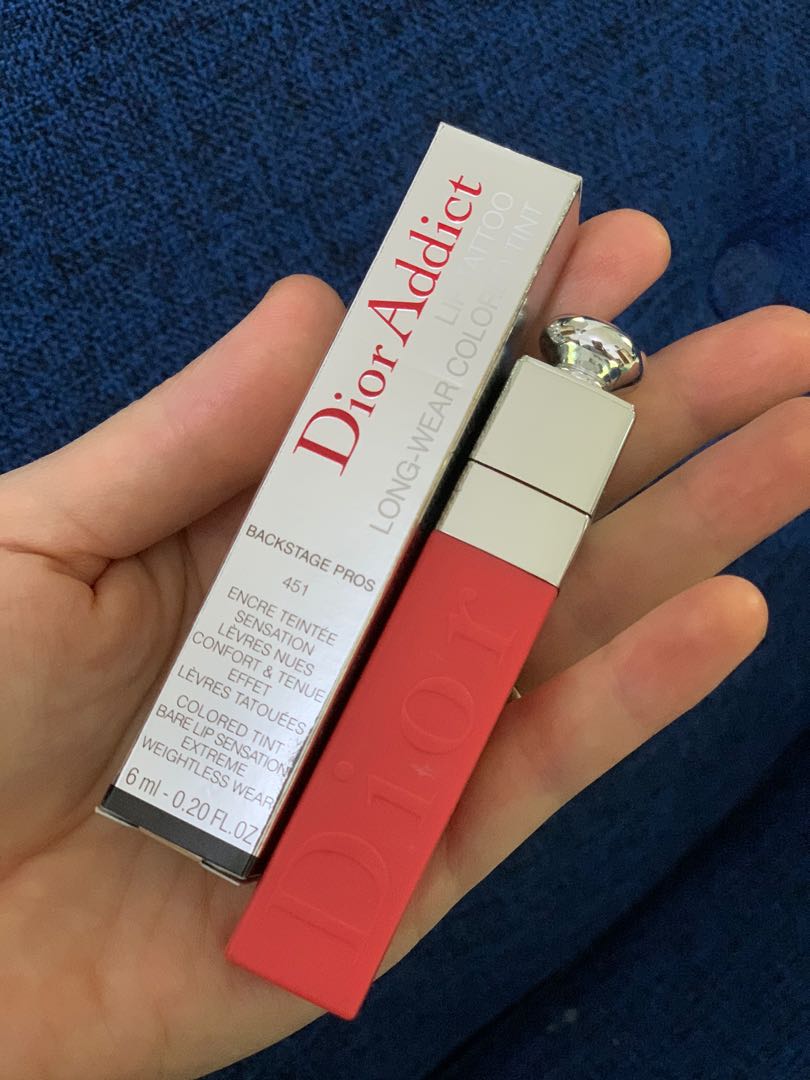 Dior Addict
LIP TATTOO
LONG-WEAR COLORED TINT
BACKSTAGE PROS
451
ENCRE TEINTÉE
SENSATION
LÈVRES NUES
CONFORT & TENUE
EFFET
LÈVRES TATOUÉES
COLORED TINT
BARE LIP SENSATION
EXTREME
WEIGHTLESS WEAR
6 ml - 0.20 FL.OZ
Dior